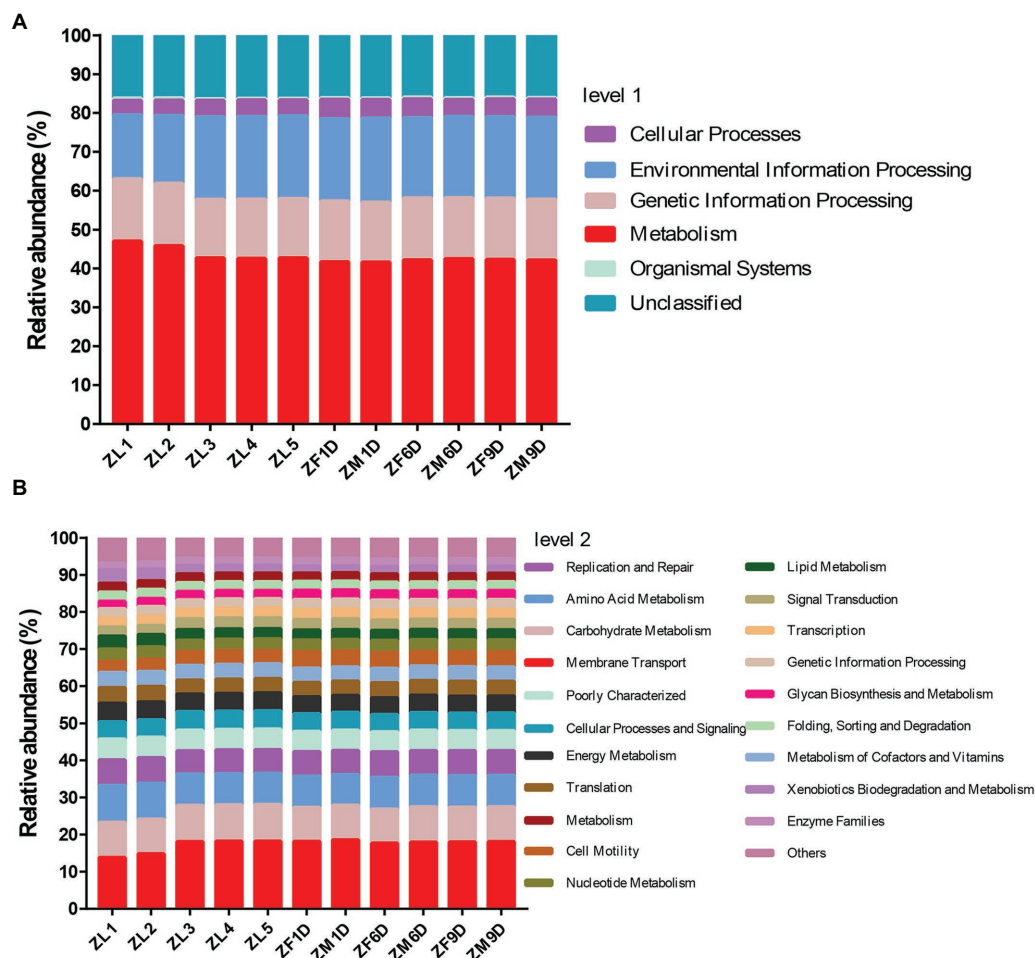 A
Relative abundance (%)
100
90
80
70
60
50
40
30
20
10
0
ZL1
ZL2
ZL3
ZL4
ZL5
ZF1D
ZM1D
ZF6D
ZM6D
ZF9D
ZM9D
level 1
Cellular Processes
Environmental Information Processing
Genetic Information Processing
Metabolism
Organismal Systems
Unclassified
B
Relative abundance (%)
100
90
80
70
60
50
40
30
20
10
0
ZL1
ZL2
ZL3
ZL4
ZL5
ZF1D
ZM1D
ZF6D
ZM6D
ZF9D
ZM9D
level 2
Replication and Repair
Amino Acid Metabolism
Carbohydrate Metabolism
Membrane Transport
Poorly Characterized
Cellular Processes and Signaling
Energy Metabolism
Translation
Metabolism
Cell Motility
Nucleotide Metabolism
Lipid Metabolism
Signal Transduction
Transcription
Genetic Information Processing
Glycan Biosynthesis and Metabolism
Folding, Sorting and Degradation
Metabolism of Cofactors and Vitamins
Xenobiotics Biodegradation and Metabolism
Enzyme Families
Others